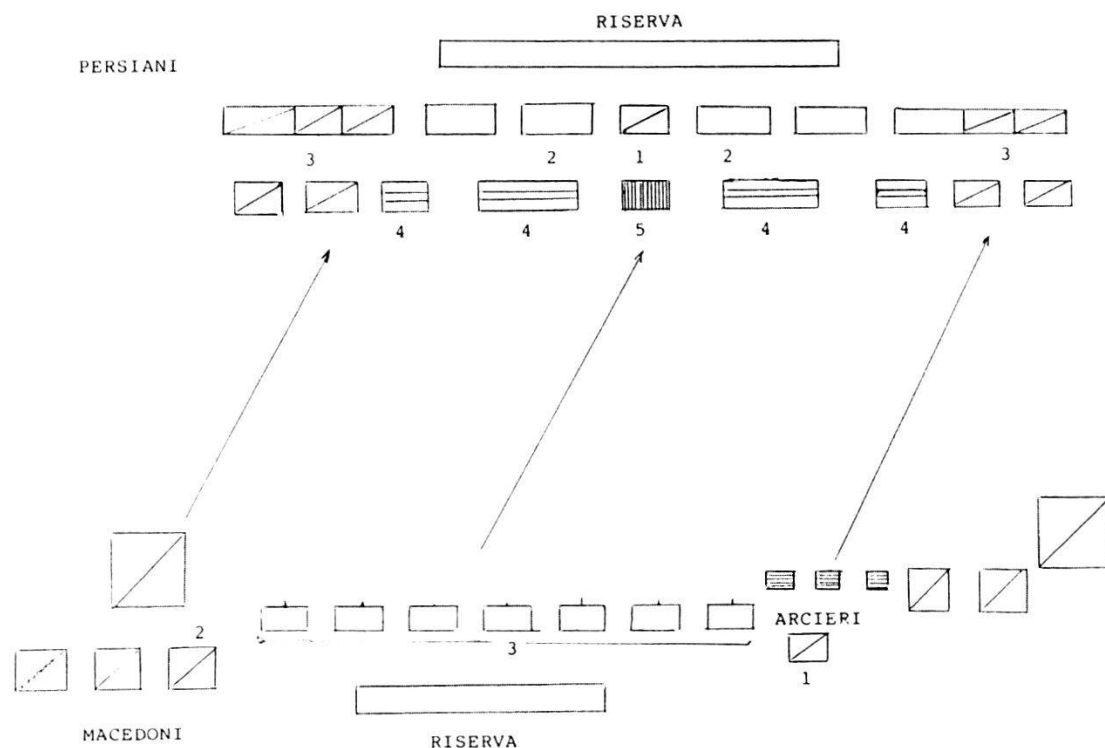 RISERVA
PERSIANI
3 2 1 2 3
4 4 5 4 4
ARCIERI
2 3 1
MACEDONI
RISERVA